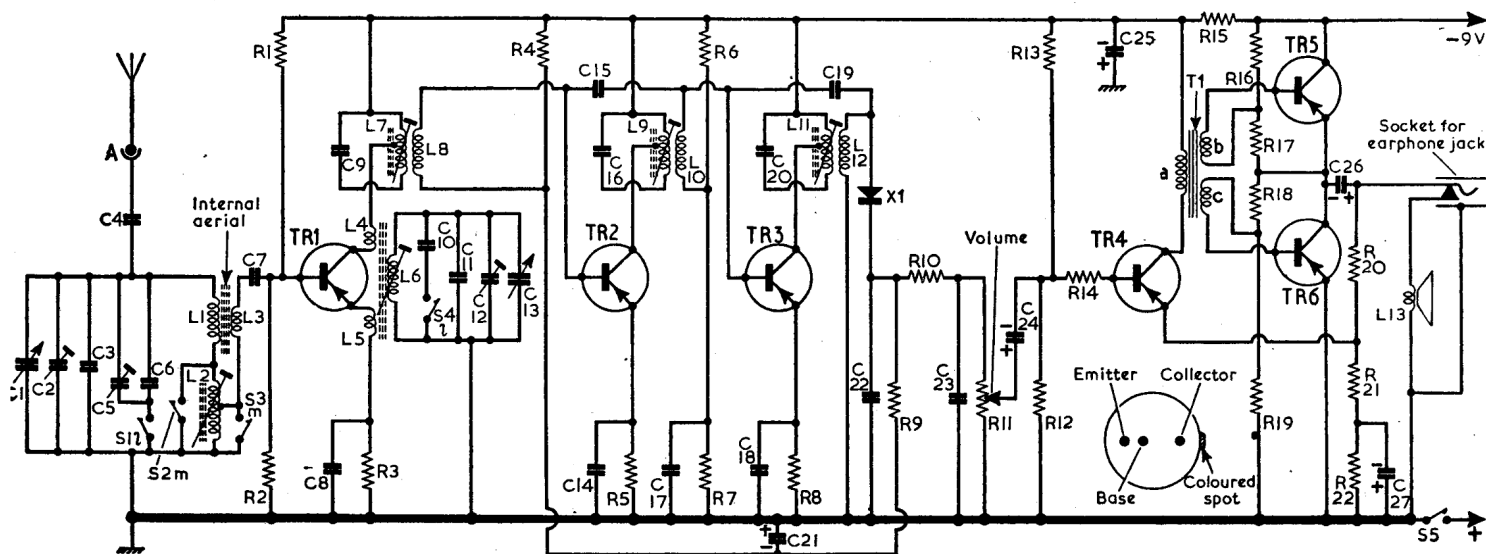 R1
R4
R6
R13
C25
-
+
R15
TR5
-9V
C15
C19
T1
R16
L7
L8
L9
L10
L11
L12
C9
C16
C20
X1
a
b
c
R17
R18
C26
- +
Socket for
earphone jack
A
C4
Internal
aerial
C7
TR1
L4
L5
L6
C10
C11
C12
C13
S4l
TR2
TR3
R10
Volume
TR4
R14
TR6
R20
L13
L1
L3
C1
C2
C3
C5
C6
L2
S1l
S2m
S3m
C22
C23
C24
-
+
R9
R11
R12
R19
R21
Emitter
Collector
Base
Coloured
spot
R2
C8
R3
C14
R5
C17
R7
C18
R8
R22
-
+
C27
+
-
C21
S5
+